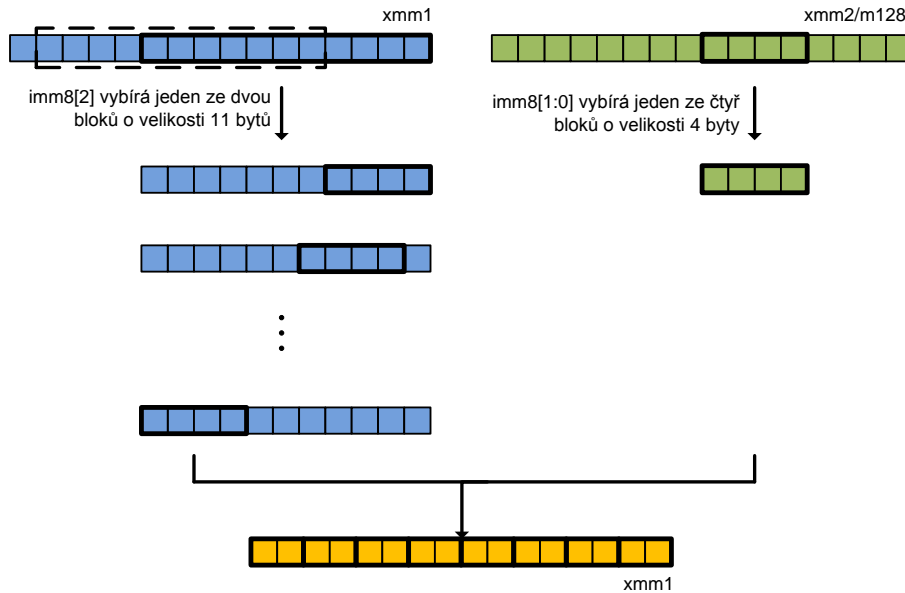 xmm1
xmm2/m128
imm8[2] vybírá jeden ze dvou
bloků o velikosti 11 bytů
imm8[1:0] vybírá jeden ze čtyř
bloků o velikosti 4 byty
xmm1